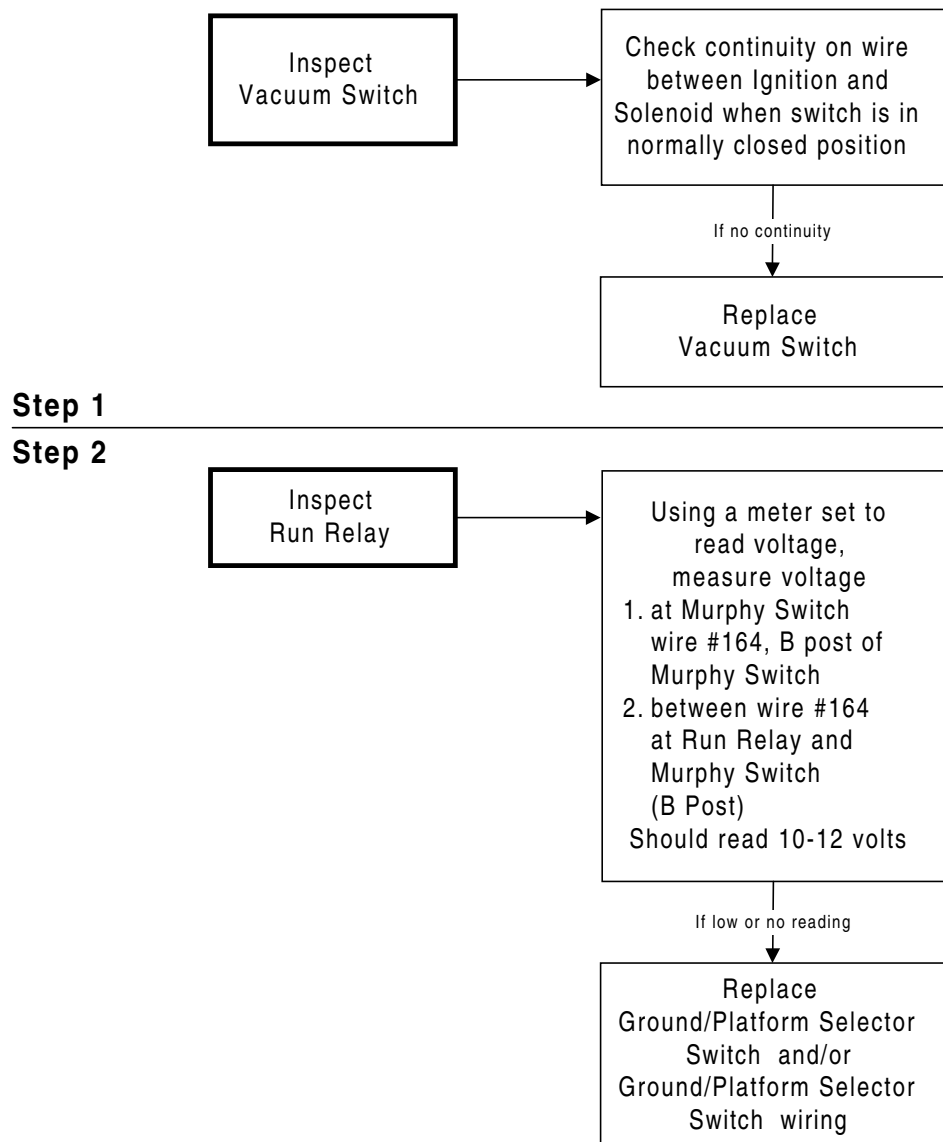 Inspect
Vacuum Switch
Check continuity on wire
between Ignition and
Solenoid when switch is in
normally closed position
If no continuity
Replace
Vacuum Switch
Step 1
Step 2
Inspect
Run Relay
Using a meter set to
read voltage,
measure voltage
1. at Murphy Switch
wire #164, B post of
Murphy Switch
2. between wire #164
at Run Relay and
Murphy Switch
(B Post)
Should read 10-12 volts
If low or no reading
Replace
Ground/Platform Selector
Switch and/or
Ground/Platform Selector
Switch wiring